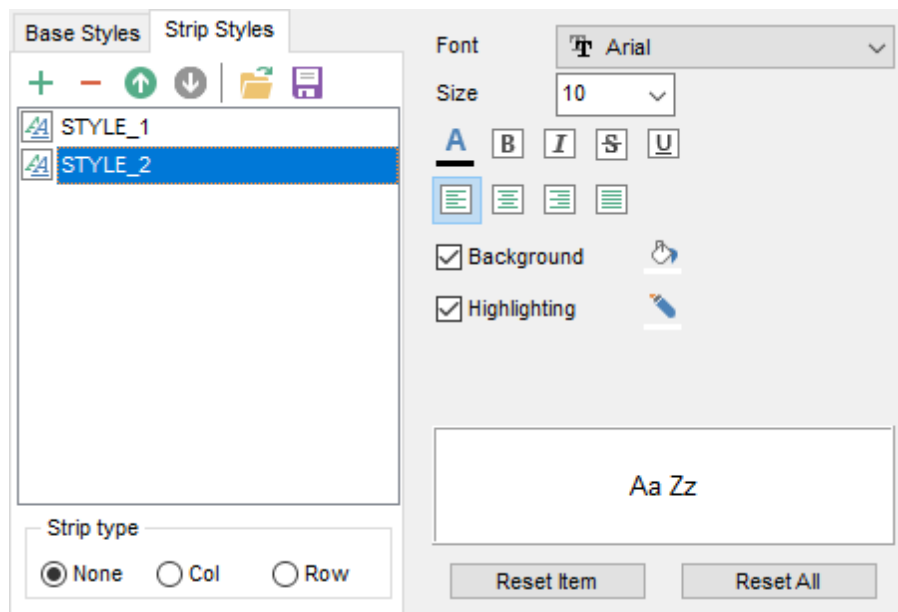 Base Styles
Strip Styles
STYLE_1
STYLE_2
Strip type
None
Col
Row
Font
Arial
Size
10
A B I S U
Background
Highlighting
Aa Zz
Reset Item
Reset All